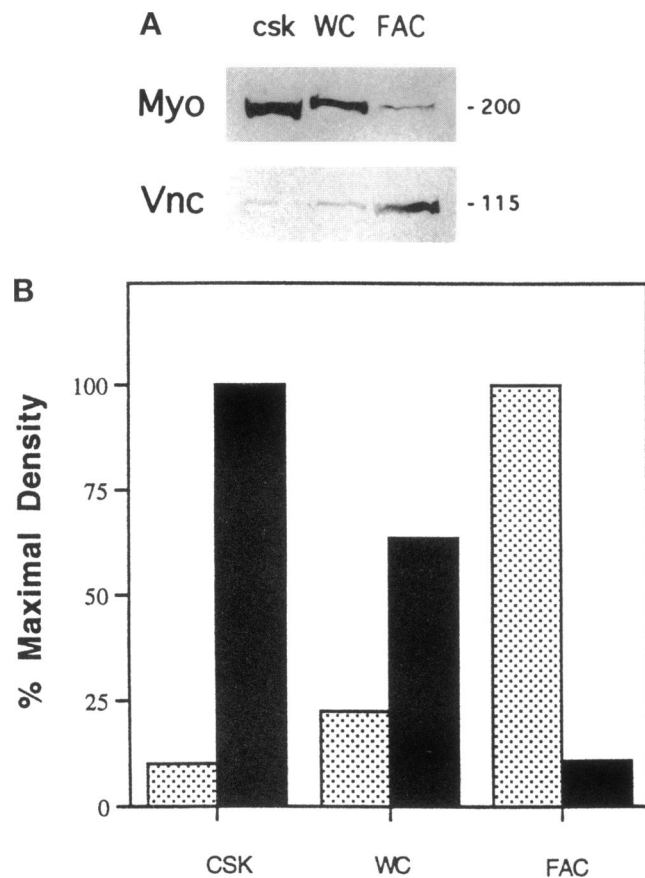 A
csk WC FAC
Myo - 200
Vnc - 115
B
% Maximal Density
100
75
50
25
0
CSK WC FAC